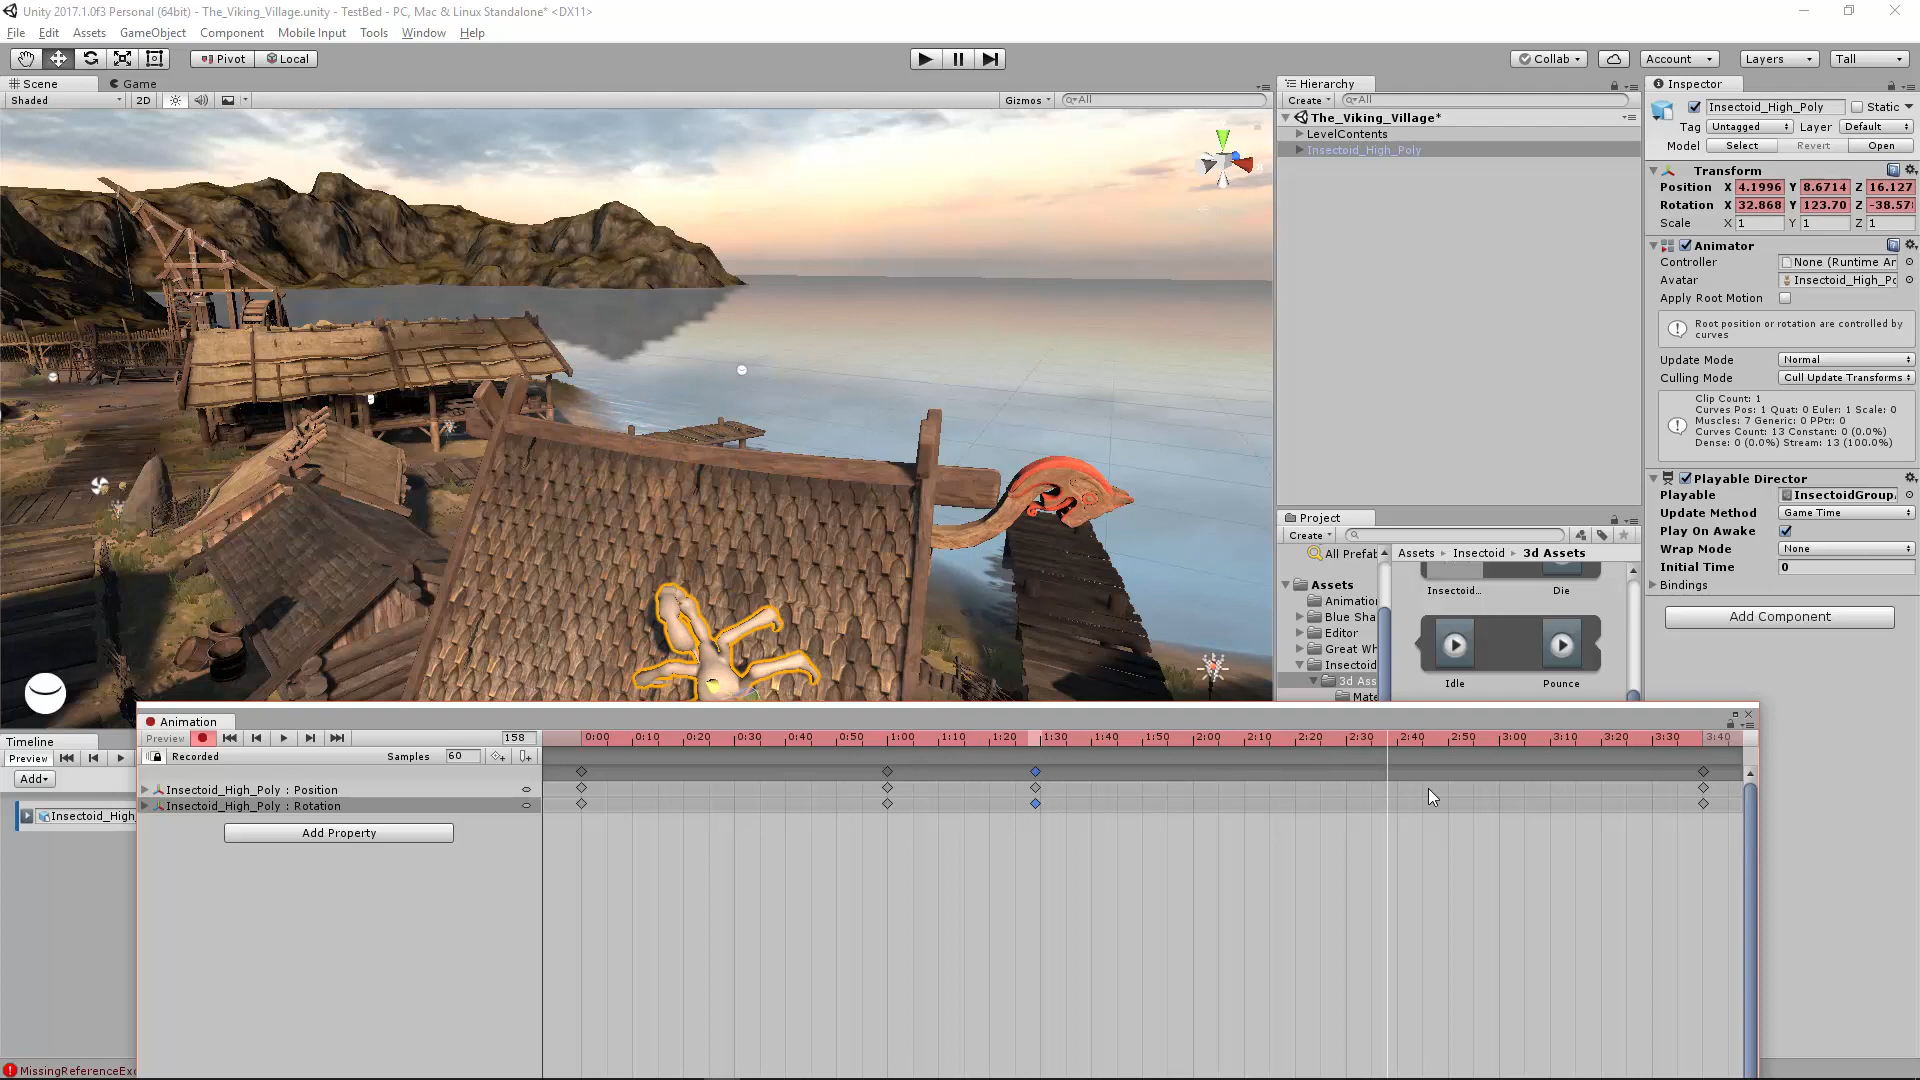 Unity 2017.1.0f3 Personal (64bit) - The_Viking_Village.unity - TestBed - PC, Mac & Linux Standalone* <DX11>
File Edit Assets GameObject Component Mobile Input Tools Window Help
Pivot Local Collab Account Layers Tall
Scene Game
Shaded 2D Gizmos All
Hierarchy
Create All
The_Viking_Village*
LevelContents
Insectoid_High_Poly
Inspector
Insectoid_High_Poly Static
Tag Untagged Layer Default
Model Select Revert Open
Transform
Position X 4.1996 Y 8.6714 Z 16.127
Rotation X 32.868 Y 123.70 Z -38.57
Scale X 1 Y 1 Z 1
Animator
Controller None (Runtime Ar
Avatar Insectoid_High_Po
Apply Root Motion
Root position or rotation are controlled by
curves
Update Mode Normal
Culling Mode Cull Update Transforms
Clip Count: 1
Curves Pos: 1 Quat: 0 Euler: 1 Scale: 0
Muscles: 7 Generic: 0 PPtr: 0
Curves Count: 13 Constant: 0 (0.0%)
Dense: 0 (0.0%) Stream: 13 (100.0%)
Playable Director
Playable InsectoidGroup.
Update Method Game Time
Play On Awake
Wrap Mode None
Initial Time 0
Bindings
Add Component
Project
Create
All Prefab
Assets
Animation
Blue Sha
Editor
Great Wh
Insectoid
3d Ass
Mate
Assets Insectoid 3d Assets
Insectoid... Die
Idle Pounce
Timeline
Preview
Add
Insectoid_High_
Animation
Preview 158
Recorded Samples 60
0:00 0:10 0:20 0:30 0:40 0:50 1:00 1:10 1:20 1:30 1:40 1:50 2:00 2:10 2:20 2:30 2:40 2:50 3:00 3:10 3:20 3:30 3:40
Insectoid_High_Poly : Position
Insectoid_High_Poly : Rotation
Add Property
MissingReferenceExc